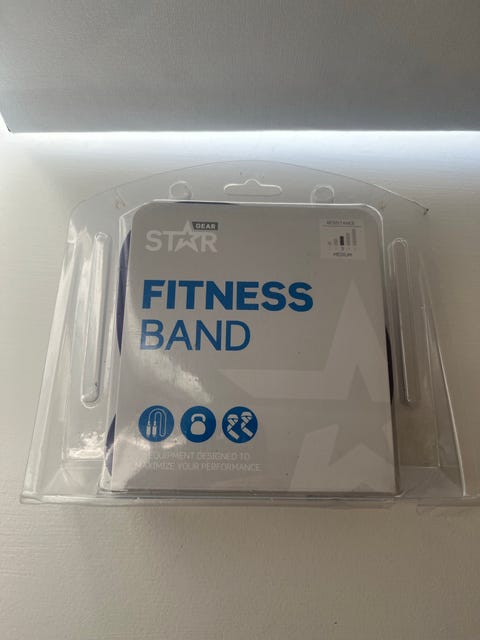 GEAR
STAR
RESISTANCE
MEDIUM
FITNESS
BAND
EQUIPMENT DESIGNED TO
MAXIMIZE YOUR PERFORMANCE